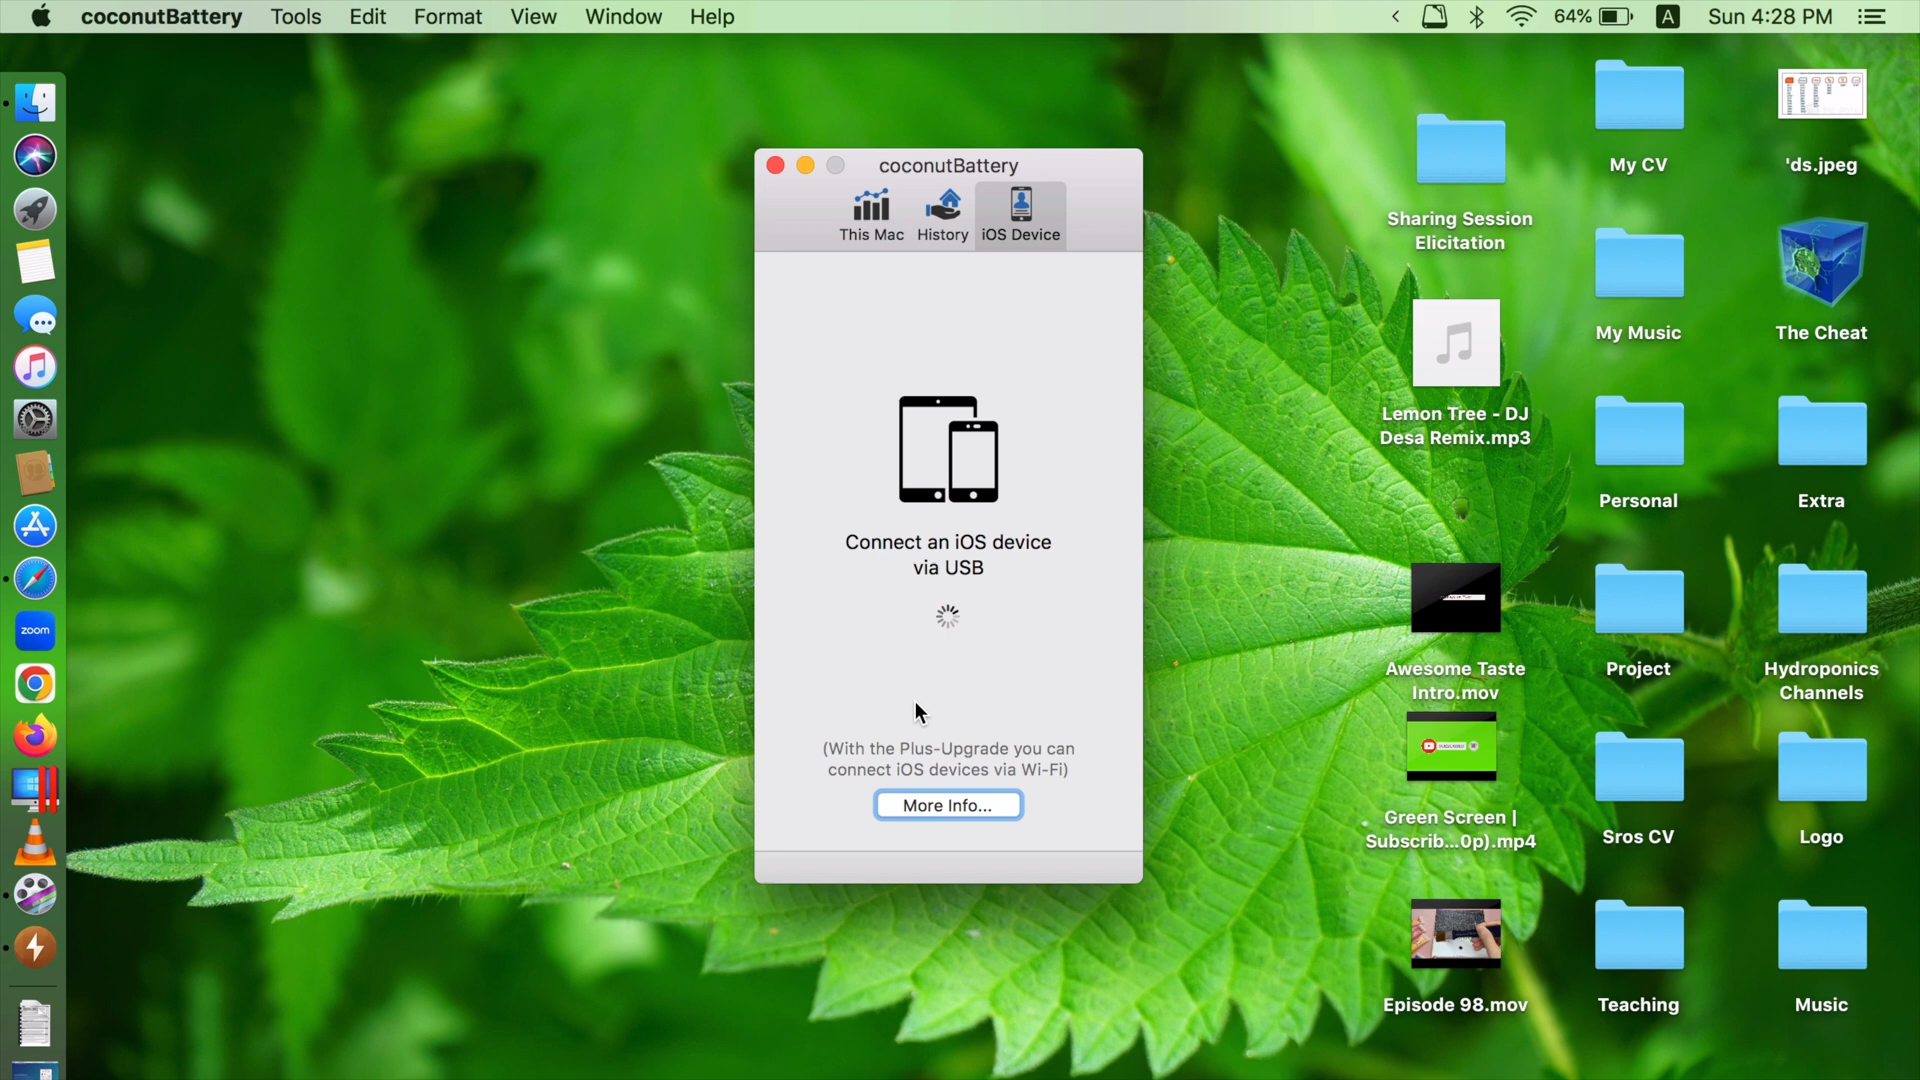 coconutBattery Tools Edit Format View Window Help
64% A Sun 4:28 PM
coconutBattery
This Mac History iOS Device
Connect an iOS device
via USB
(With the Plus-Upgrade you can
connect iOS devices via Wi-Fi)
More Info...
zoom
Sharing Session
Elicitation
Lemon Tree - DJ
Desa Remix.mp3
Awesome Taste
Intro.mov
Green Screen |
Subscrib...0p).mp4
Episode 98.mov
My CV
My Music
Personal
Project
Sros CV
Teaching
'ds.jpeg
The Cheat
Extra
Hydroponics
Channels
Logo
Music